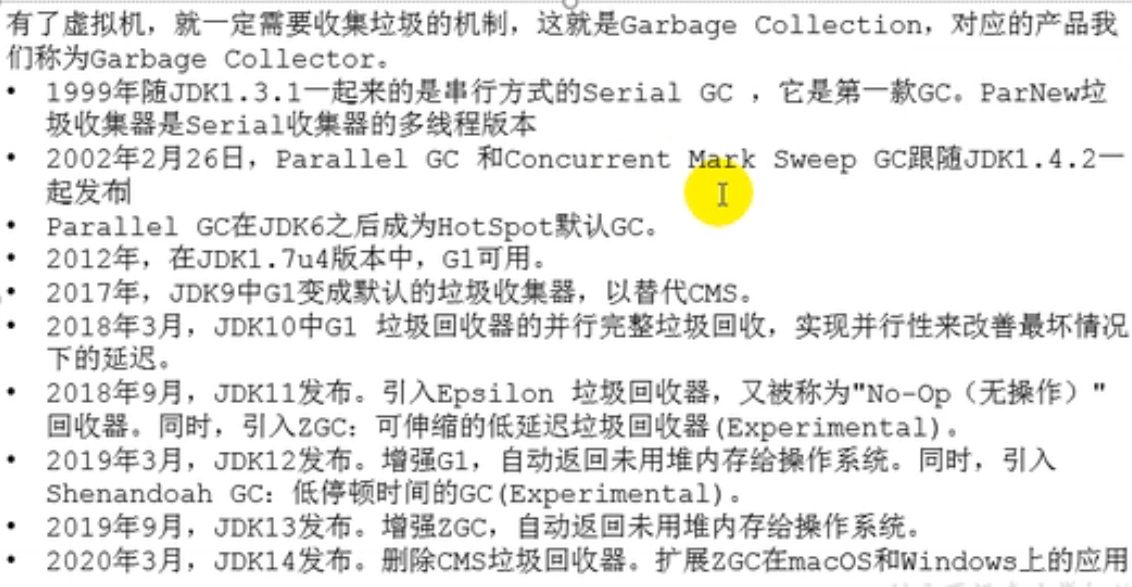 有了虚拟机，就一定需要收集垃圾的机制，这就是Garbage Collection，对应的产品我
们称为Garbage Collector。
• 1999年随JDK1.3.1一起来的是串行方式的Serial GC ，它是第一款GC。ParNew垃
圾收集器是Serial收集器的多线程版本
• 2002年2月26日，Parallel GC 和Concurrent Mark Sweep GC跟随JDK1.4.2一
起发布
• Parallel GC在JDK6之后成为HotSpot默认GC。
• 2012年，在JDK1.7u4版本中，G1可用。
• 2017年，JDK9中G1变成默认的垃圾收集器，以替代CMS。
• 2018年3月，JDK10中G1 垃圾回收器的并行完整垃圾回收，实现并行性来改善最坏情况
下的延迟。
• 2018年9月，JDK11发布。引入Epsilon 垃圾回收器，又被称为"No-Op（无操作）"
回收器。同时，引入ZGC：可伸缩的低延迟垃圾回收器(Experimental)。
• 2019年3月，JDK12发布。增强G1，自动返回未用堆内存给操作系统。同时，引入
Shenandoah GC：低停顿时间的GC(Experimental)。
• 2019年9月，JDK13发布。增强ZGC，自动返回未用堆内存给操作系统。
• 2020年3月，JDK14发布。删除CMS垃圾回收器。扩展ZGC在macOS和Windows上的应用